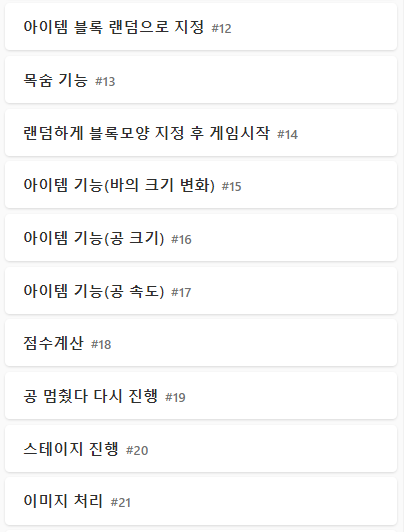 아이템 블록 랜덤으로 지정 #12
목숨 기능 #13
랜덤하게 블록모양 지정 후 게임시작 #14
아이템 기능(바의 크기 변화) #15
아이템 기능(공 크기) #16
아이템 기능(공 속도) #17
점수계산 #18
공 멈췄다 다시 진행 #19
스테이지 진행 #20
이미지 처리 #21